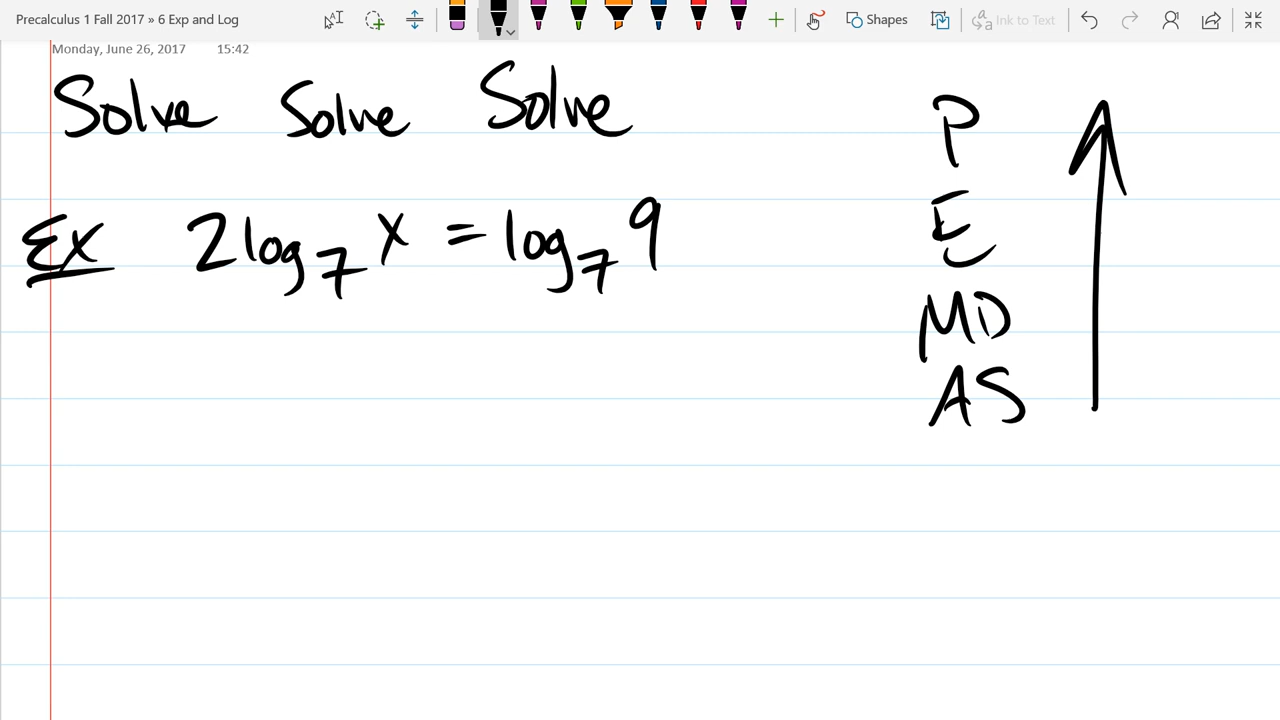 Precalculus 1 Fall 2017 » 6 Exp and Log
Shapes
Ink to Text
Monday, June 26, 2017 15:42
Solve Solve Solve
Ex 2log₇ x = log₇ 9
P
E
MD
AS